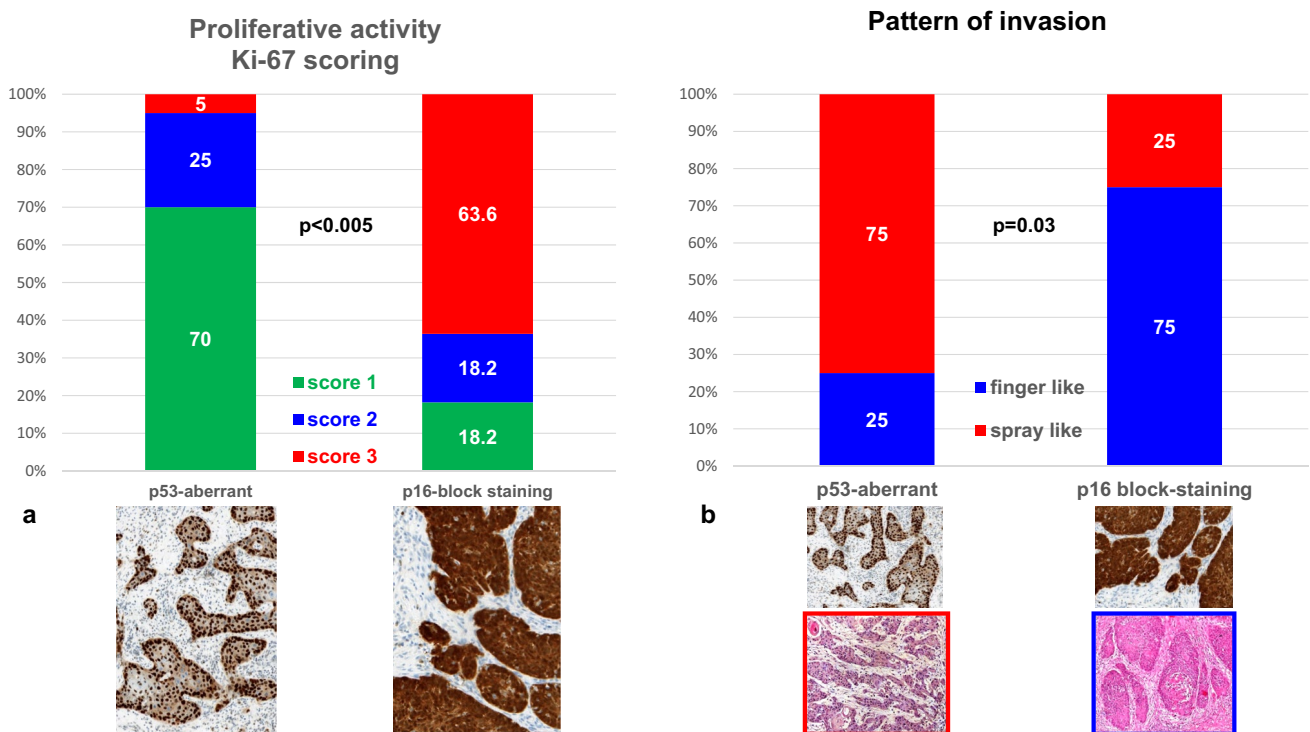 Proliferative activity
Ki-67 scoring
100%
90%
80%
70%
60%
50%
40%
30%
20%
10%
0%
5
25
70
p<0.005
63.6
18.2
18.2
score 1
score 2
score 3
p53-aberrant
p16-block staining
a
Pattern of invasion
100%
90%
80%
70%
60%
50%
40%
30%
20%
10%
0%
75
25
p=0.03
25
75
finger like
spray like
p53-aberrant
p16 block-staining
b